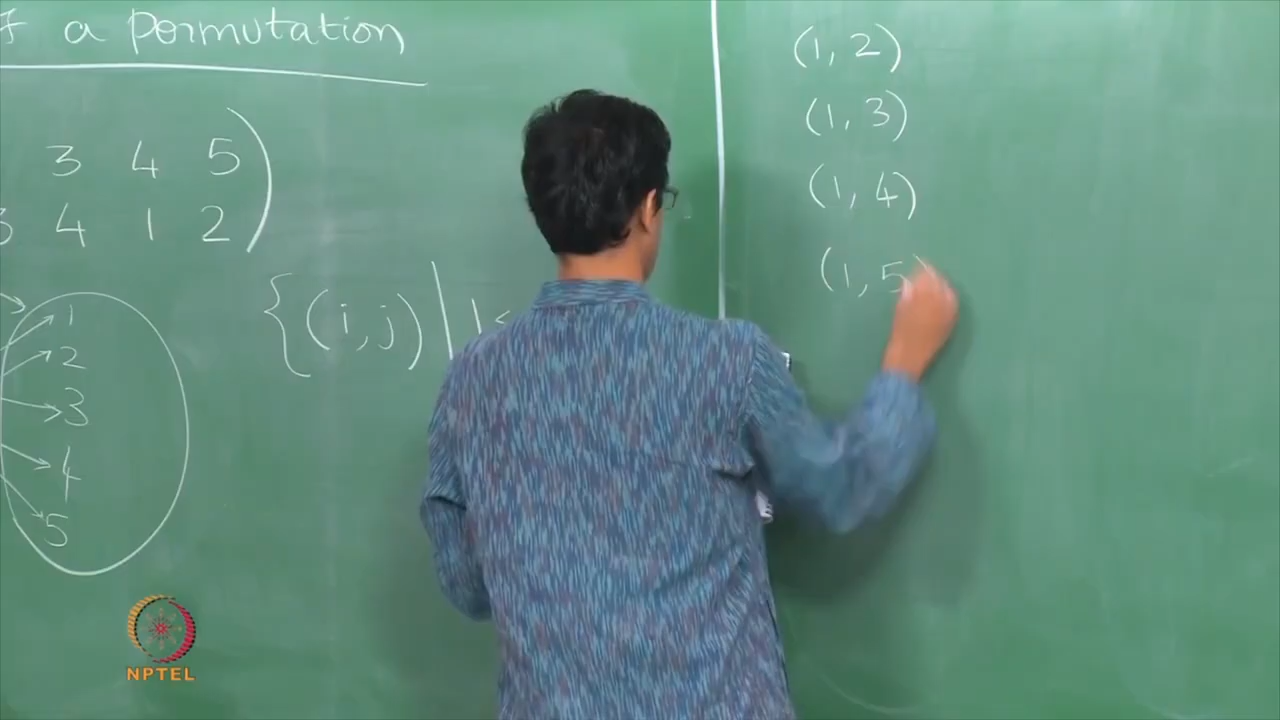 a permutation
3 4 5
3 4 1 2
{(i,j) | 1 <
1
2
3
4
5
(1, 2)
(1, 3)
(1, 4)
(1, 5)
NPTEL